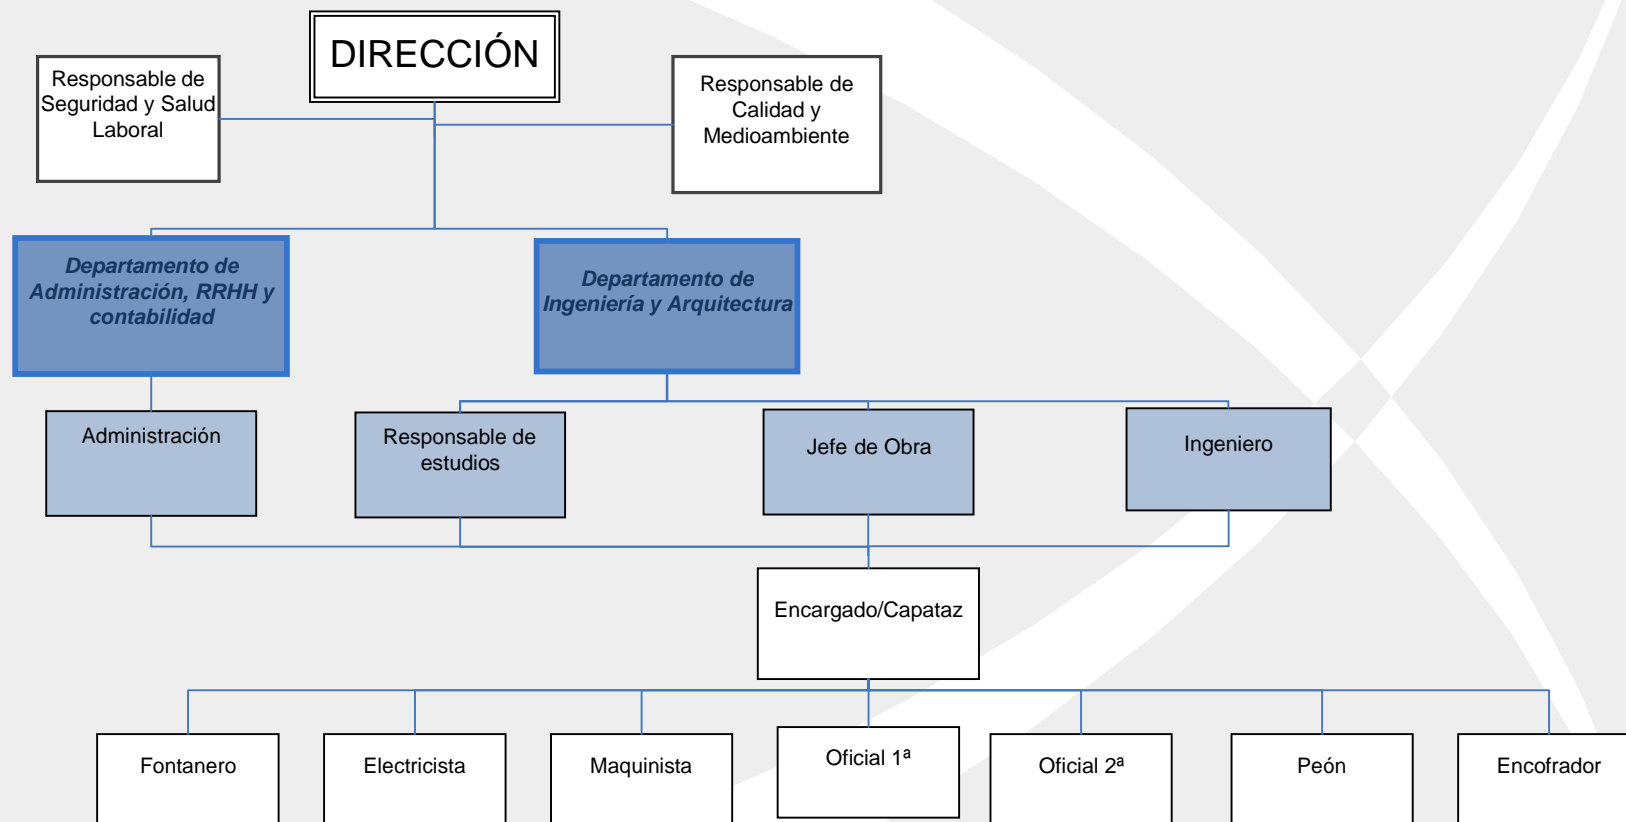 DIRECCIÓN
Responsable de
Seguridad y Salud
Laboral
Responsable de
Calidad y
Medioambiente
Departamento de
Administración, RRHH y
contabilidad
Departamento de
Ingeniería y Arquitectura
Administración
Responsable de
estudios
Jefe de Obra
Ingeniero
Encargado/Capataz
Fontanero
Electricista
Maquinista
Oficial 1ª
Oficial 2ª
Peón
Encofrador